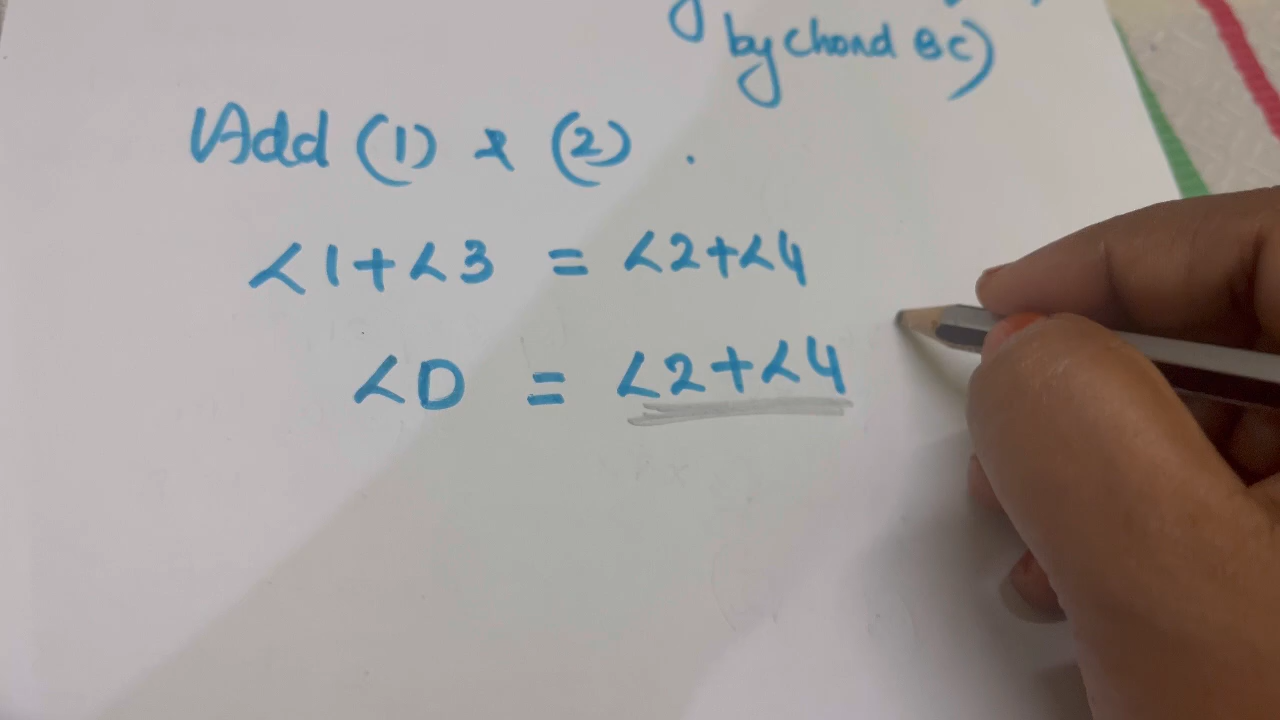 by chord BC)
Add (1) & (2).
∠1+∠3 = ∠2+∠4
∠D = ∠2+∠4